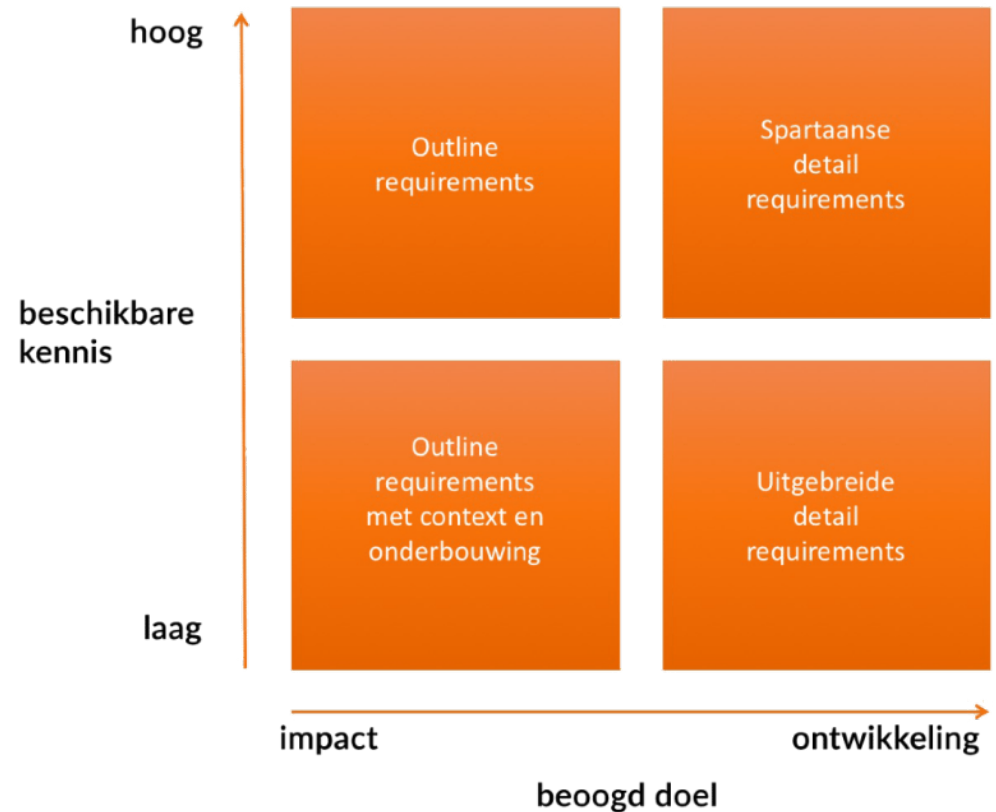 hoog
Outline
requirements
Spartaanse
detail
requirements
beschikbare
kennis
Outline
requirements
met context en
onderbouwing
Uitgebreide
detail
requirements
laag
impact
ontwikkeling
beoogd doel